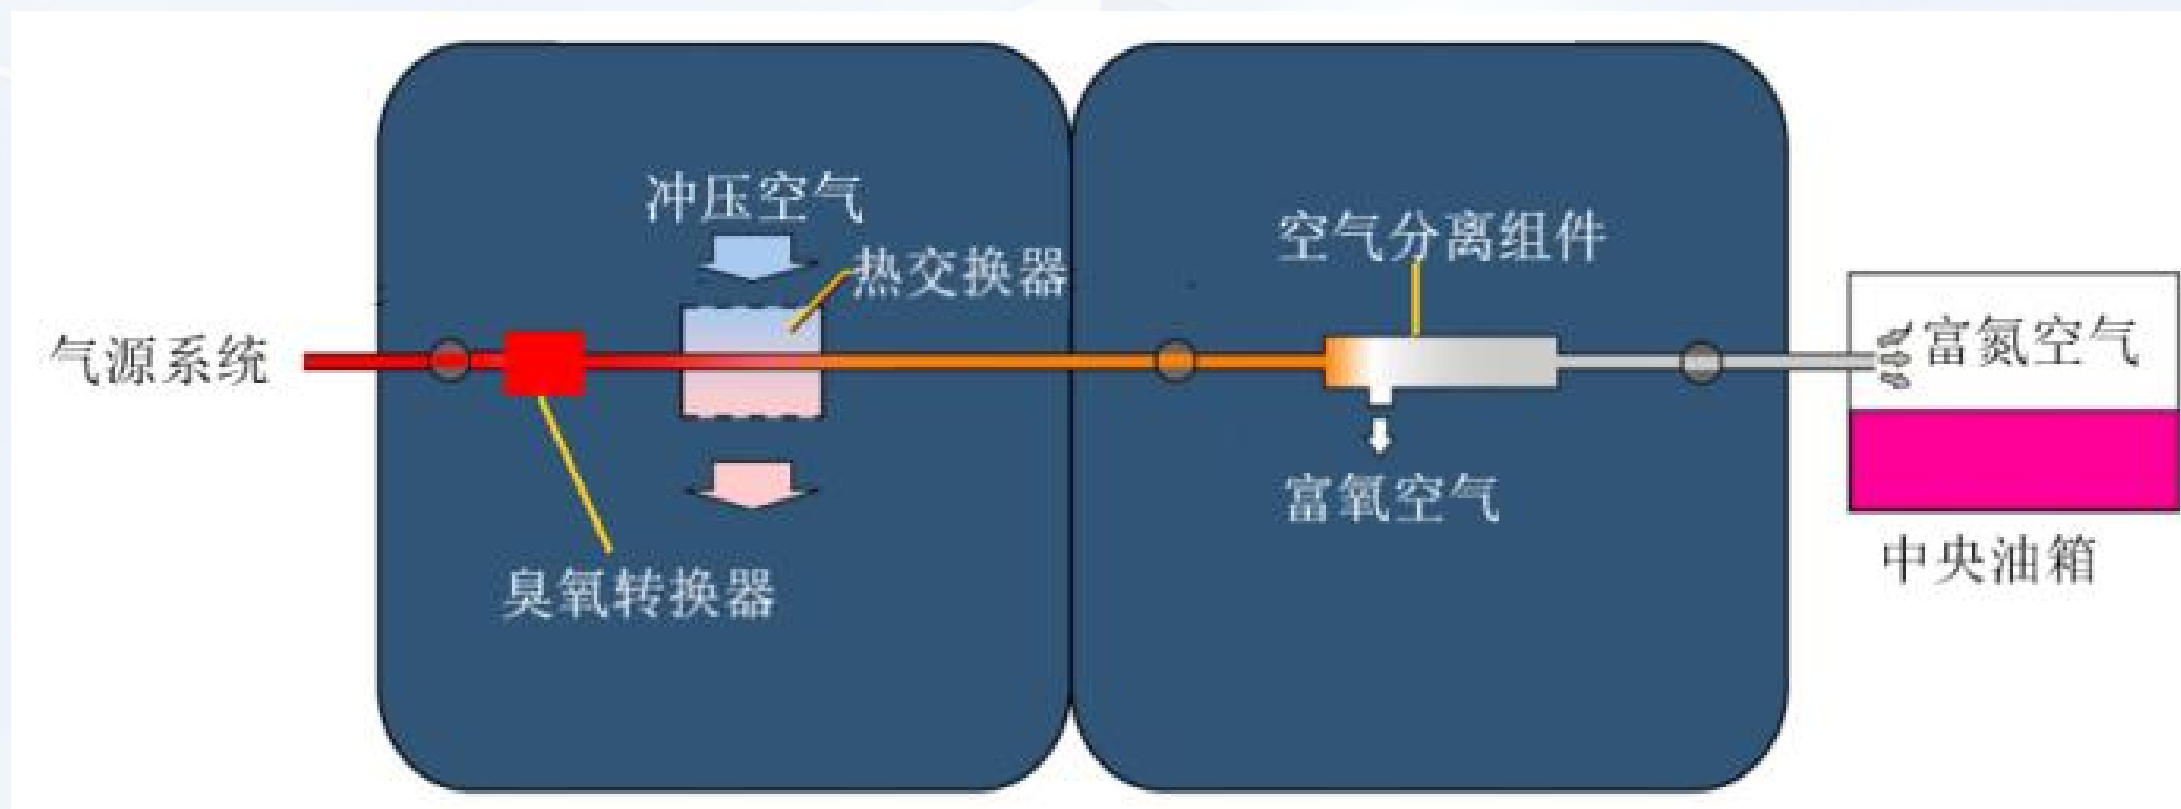 冲压空气
热交换器
空气分离组件
气源系统
富氮空气
富氧空气
中央油箱
臭氧转换器